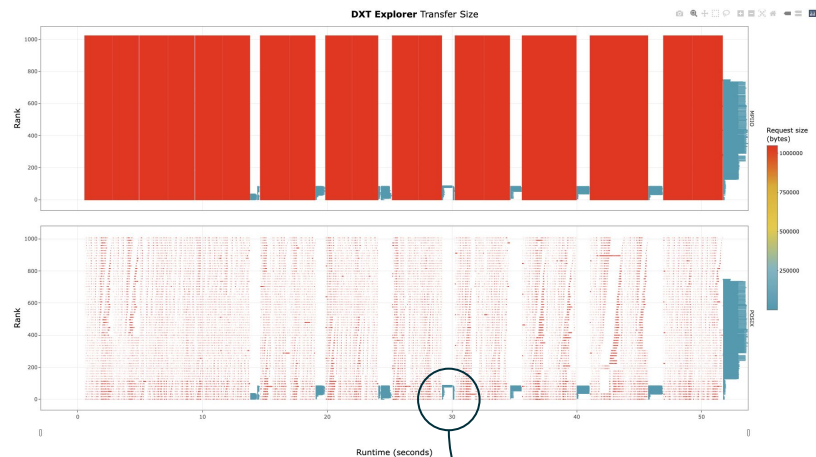 DXT Explorer Transfer Size
1000
800
600
400
200
0
Rank
MPIIO
Request size
(bytes)
1000000
750000
500000
250000
1000
800
600
400
200
0
Rank
POSIX
0
10
20
30
40
50
Runtime (seconds)